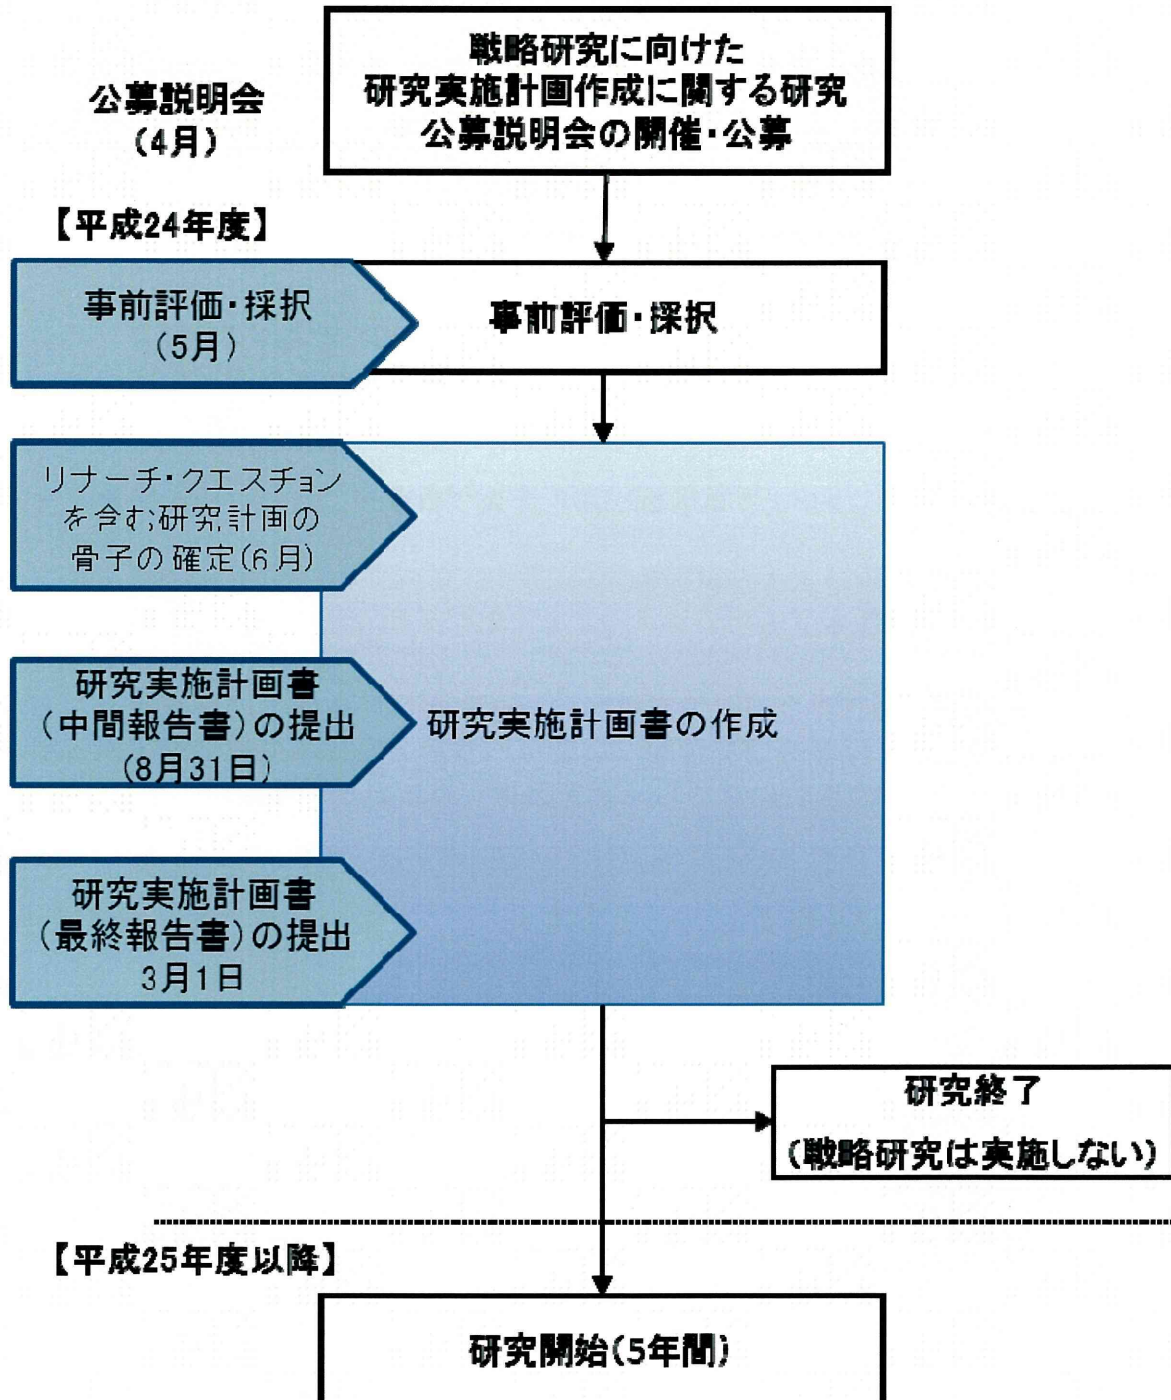 戦略研究に向けた
研究実施計画作成に関する研究
公募説明会の開催・公募
公募説明会
(4月)
【平成24年度】
事前評価・採択
(5月)
事前評価・採択
リナーチ・クエスチョン
を含む研究計画の
骨子の確定(6月)
研究実施計画書
(中間報告書)の提出
(8月31日)
研究実施計画書の作成
研究実施計画書
(最終報告書)の提出
3月1日
研究終了
(戦略研究は実施しない)
【平成25年度以降】
研究開始(5年間)